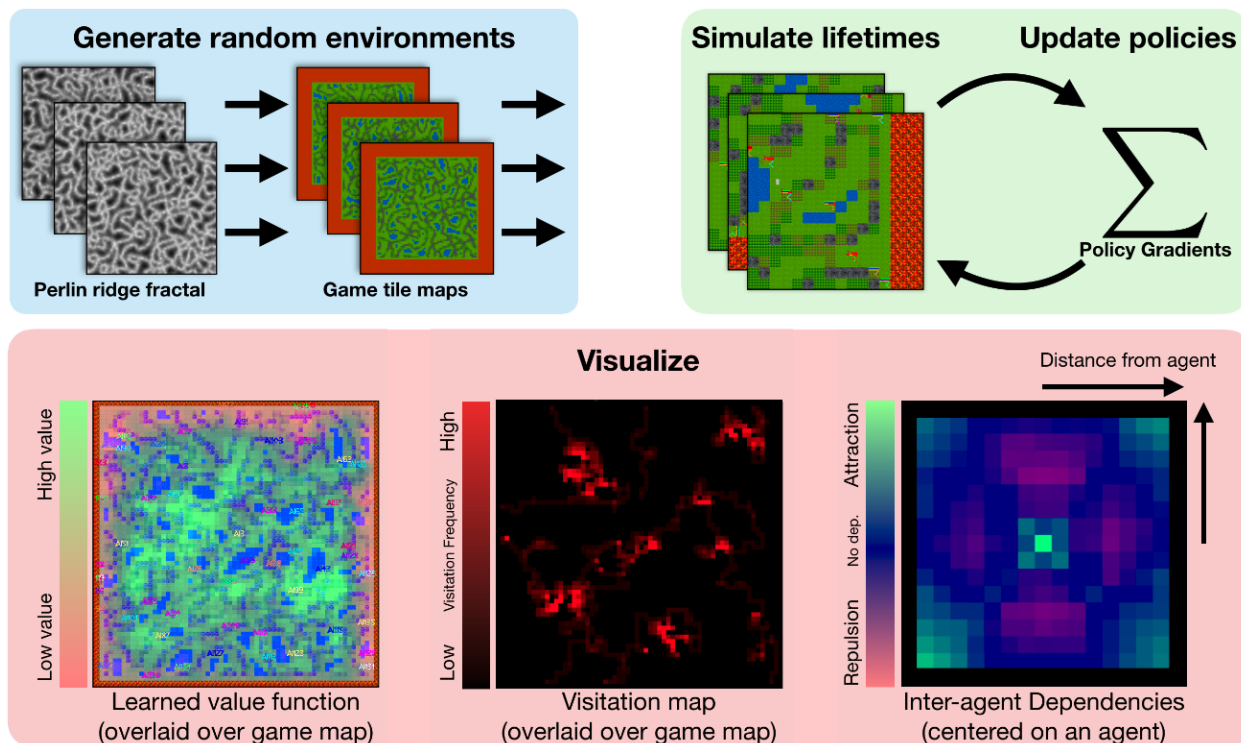 Generate random environments
Perlin ridge fractal
Game tile maps
Simulate lifetimes
Update policies
Policy Gradients
Visualize
High value
Low value
Learned value function
(overlaid over game map)
High
Visitation Frequency
Low
Visitation map
(overlaid over game map)
Distance from agent
Attraction
No dep.
Repulsion
Inter-agent Dependencies
(centered on an agent)